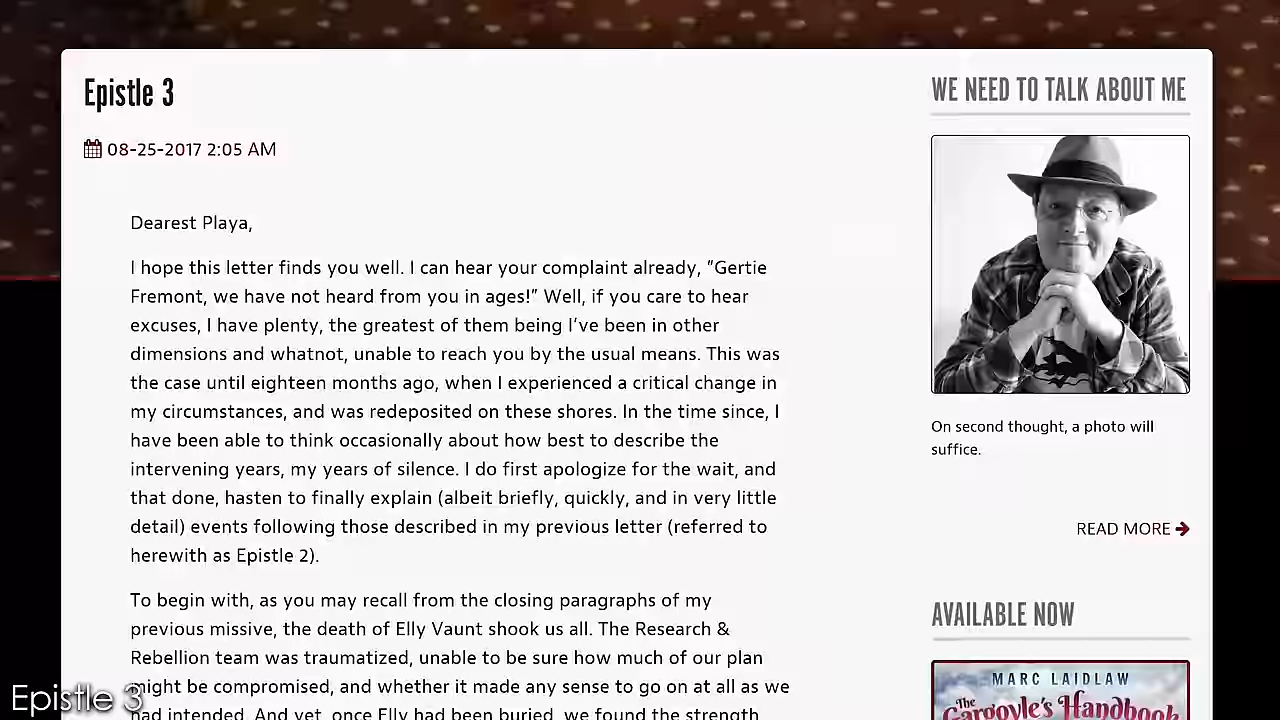 Epistle 3
08-25-2017 2:05 AM
Dearest Playa,
I hope this letter finds you well. I can hear your complaint already, "Gertie
Fremont, we have not heard from you in ages!" Well, if you care to hear
excuses, I have plenty, the greatest of them being I've been in other
dimensions and whatnot, unable to reach you by the usual means. This was
the case until eighteen months ago, when I experienced a critical change in
my circumstances, and was redeposited on these shores. In the time since, I
have been able to think occasionally about how best to describe the
intervening years, my years of silence. I do first apologize for the wait, and
that done, hasten to finally explain (albeit briefly, quickly, and in very little
detail) events following those described in my previous letter (referred to
herewith as Epistle 2).
To begin with, as you may recall from the closing paragraphs of my
previous missive, the death of Elly Vaunt shook us all. The Research &
Rebellion team was traumatized, unable to be sure how much of our plan
might be compromised, and whether it made any sense to go on at all as we
had intended. And yet, once Elly had been buried, we found the strength
WE NEED TO TALK ABOUT ME
On second thought, a photo will
suffice.
READ MORE
AVAILABLE NOW
MARC LAIDLAW
The
Gargoyle's Handbook
Epistle 3